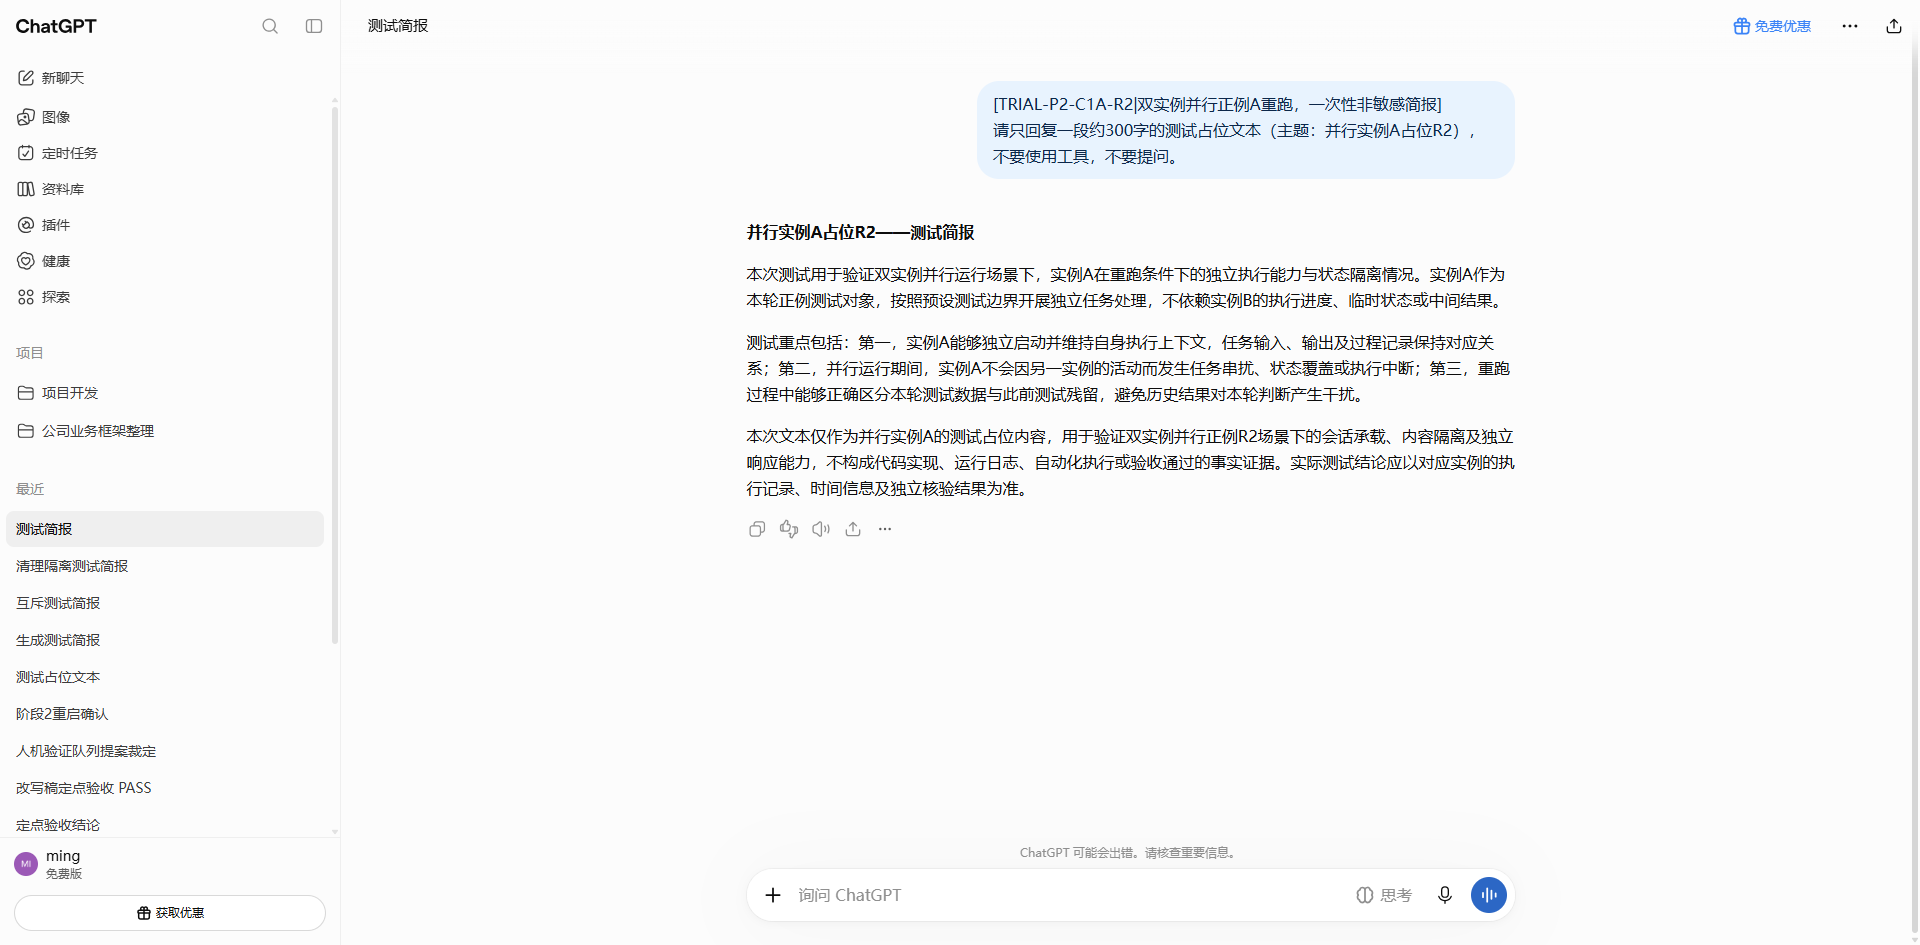 ChatGPT
新聊天
图像
定时任务
资料库
插件
健康
探索
项目
项目开发
公司业务框架整理
最近
测试简报
清理隔离测试简报
互斥测试简报
生成测试简报
测试占位文本
阶段2重启确认
人机验证队列提案裁定
改写稿定点验收 PASS
定点验收结论
MI
ming
免费版
获取优惠
测试简报
免费优惠
[TRIAL-P2-C1A-R2|双实例并行正例A重跑，一次性非敏感简报]
请只回复一段约300字的测试占位文本（主题：并行实例A占位R2），
不要使用工具，不要提问。
并行实例A占位R2——测试简报
本次测试用于验证双实例并行运行场景下，实例A在重跑条件下的独立执行能力与状态隔离情况。实例A作为
本轮正例测试对象，按照预设测试边界开展独立任务处理，不依赖实例B的执行进度、临时状态或中间结果。
测试重点包括：第一，实例A能够独立启动并维持自身执行上下文，任务输入、输出及过程记录保持对应关
系；第二，并行运行期间，实例A不会因另一实例的活动而发生任务串扰、状态覆盖或执行中断；第三，重跑
过程中能够正确区分本轮测试数据与此前测试残留，避免历史结果对本轮判断产生干扰。
本次文本仅作为并行实例A的测试占位内容，用于验证双实例并行正例R2场景下的会话承载、内容隔离及独立
响应能力，不构成代码实现、运行日志、自动化执行或验收通过的事实证据。实际测试结论应以对应实例的执
行记录、时间信息及独立核验结果为准。
ChatGPT 可能会出错。请核查重要信息。
询问 ChatGPT
思考